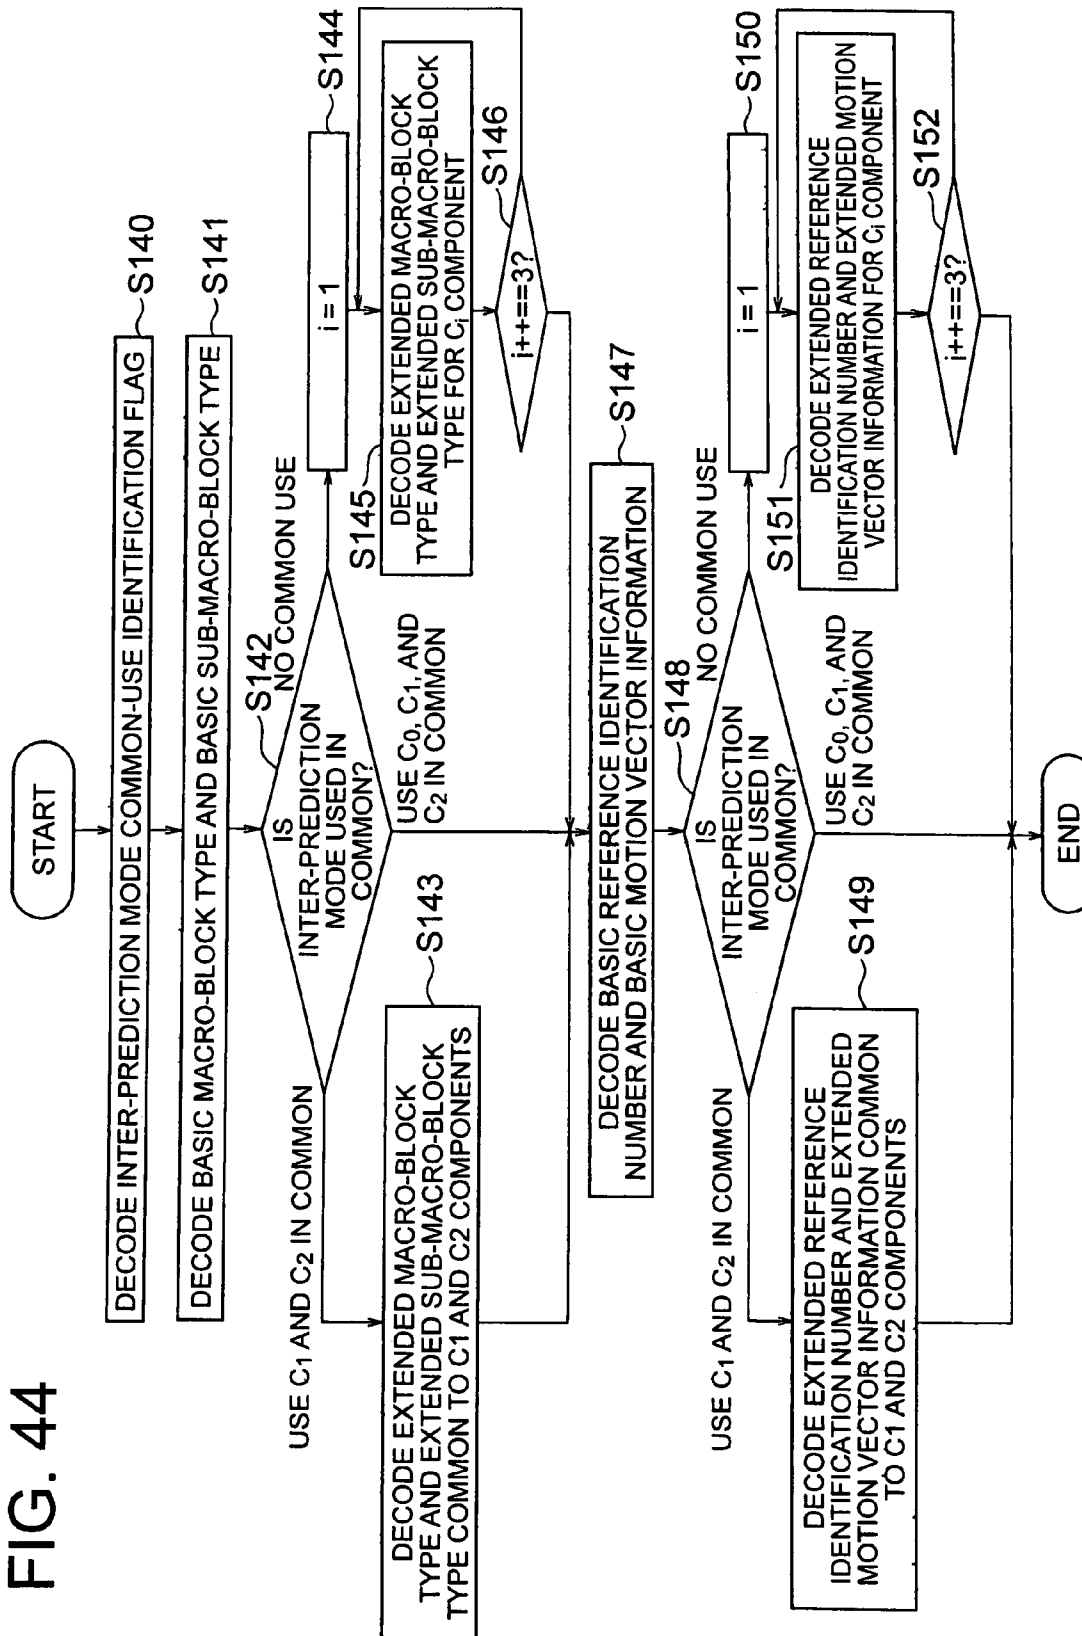 FIG. 44
START
DECODE INTER-PREDICTION MODE COMMON-USE IDENTIFICATION FLAG
S140
DECODE BASIC MACRO-BLOCK TYPE AND BASIC SUB-MACRO-BLOCK TYPE
S141
S142
IS
INTER-PREDICTION
MODE USED IN
COMMON?
USE C1 AND C2 IN COMMON
USE C0, C1, AND
C2 IN COMMON
NO COMMON USE
S143
DECODE EXTENDED MACRO-BLOCK
TYPE AND EXTENDED SUB-MACRO-BLOCK
TYPE COMMON TO C1 AND C2 COMPONENTS
i = 1
S144
S145
DECODE EXTENDED MACRO-BLOCK
TYPE AND EXTENDED SUB-MACRO-BLOCK
TYPE FOR Ci COMPONENT
S146
i++==3?
S147
DECODE BASIC REFERENCE IDENTIFICATION
NUMBER AND BASIC MOTION VECTOR INFORMATION
S148
IS
INTER-PREDICTION
MODE USED IN
COMMON?
USE C1 AND C2 IN COMMON
USE C0, C1, AND
C2 IN COMMON
NO COMMON USE
S149
DECODE EXTENDED REFERENCE
IDENTIFICATION NUMBER AND EXTENDED
MOTION VECTOR INFORMATION COMMON
TO C1 AND C2 COMPONENTS
i = 1
S150
S151
DECODE EXTENDED REFERENCE
IDENTIFICATION NUMBER AND EXTENDED MOTION
VECTOR INFORMATION FOR Ci COMPONENT
S152
i++==3?
END